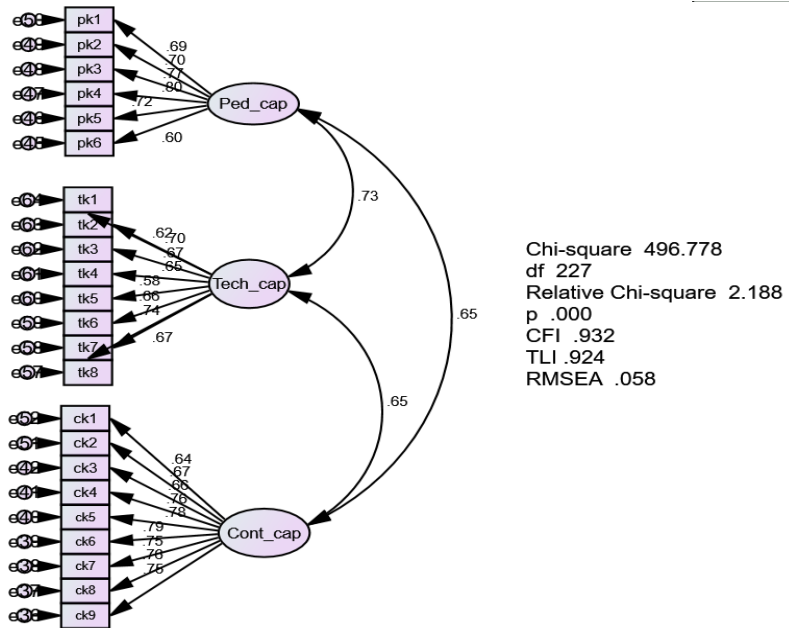 pk1
pk2
pk3
pk4
pk5
pk6
.69
.70
.77
.80
.72
.60
Ped_cap
tk1
tk2
tk3
tk4
tk5
tk6
tk7
tk8
.62
.70
.67
.65
.58
.66
.74
.67
Tech_cap
ck1
ck2
ck3
ck4
ck5
ck6
ck7
ck8
ck9
.64
.67
.66
.76
.78
.79
.75
.75
Cont_cap
.73
.65
.65
Chi-square 496.778
df 227
Relative Chi-square 2.188
p .000
CFI .932
TLI .924
RMSEA .058